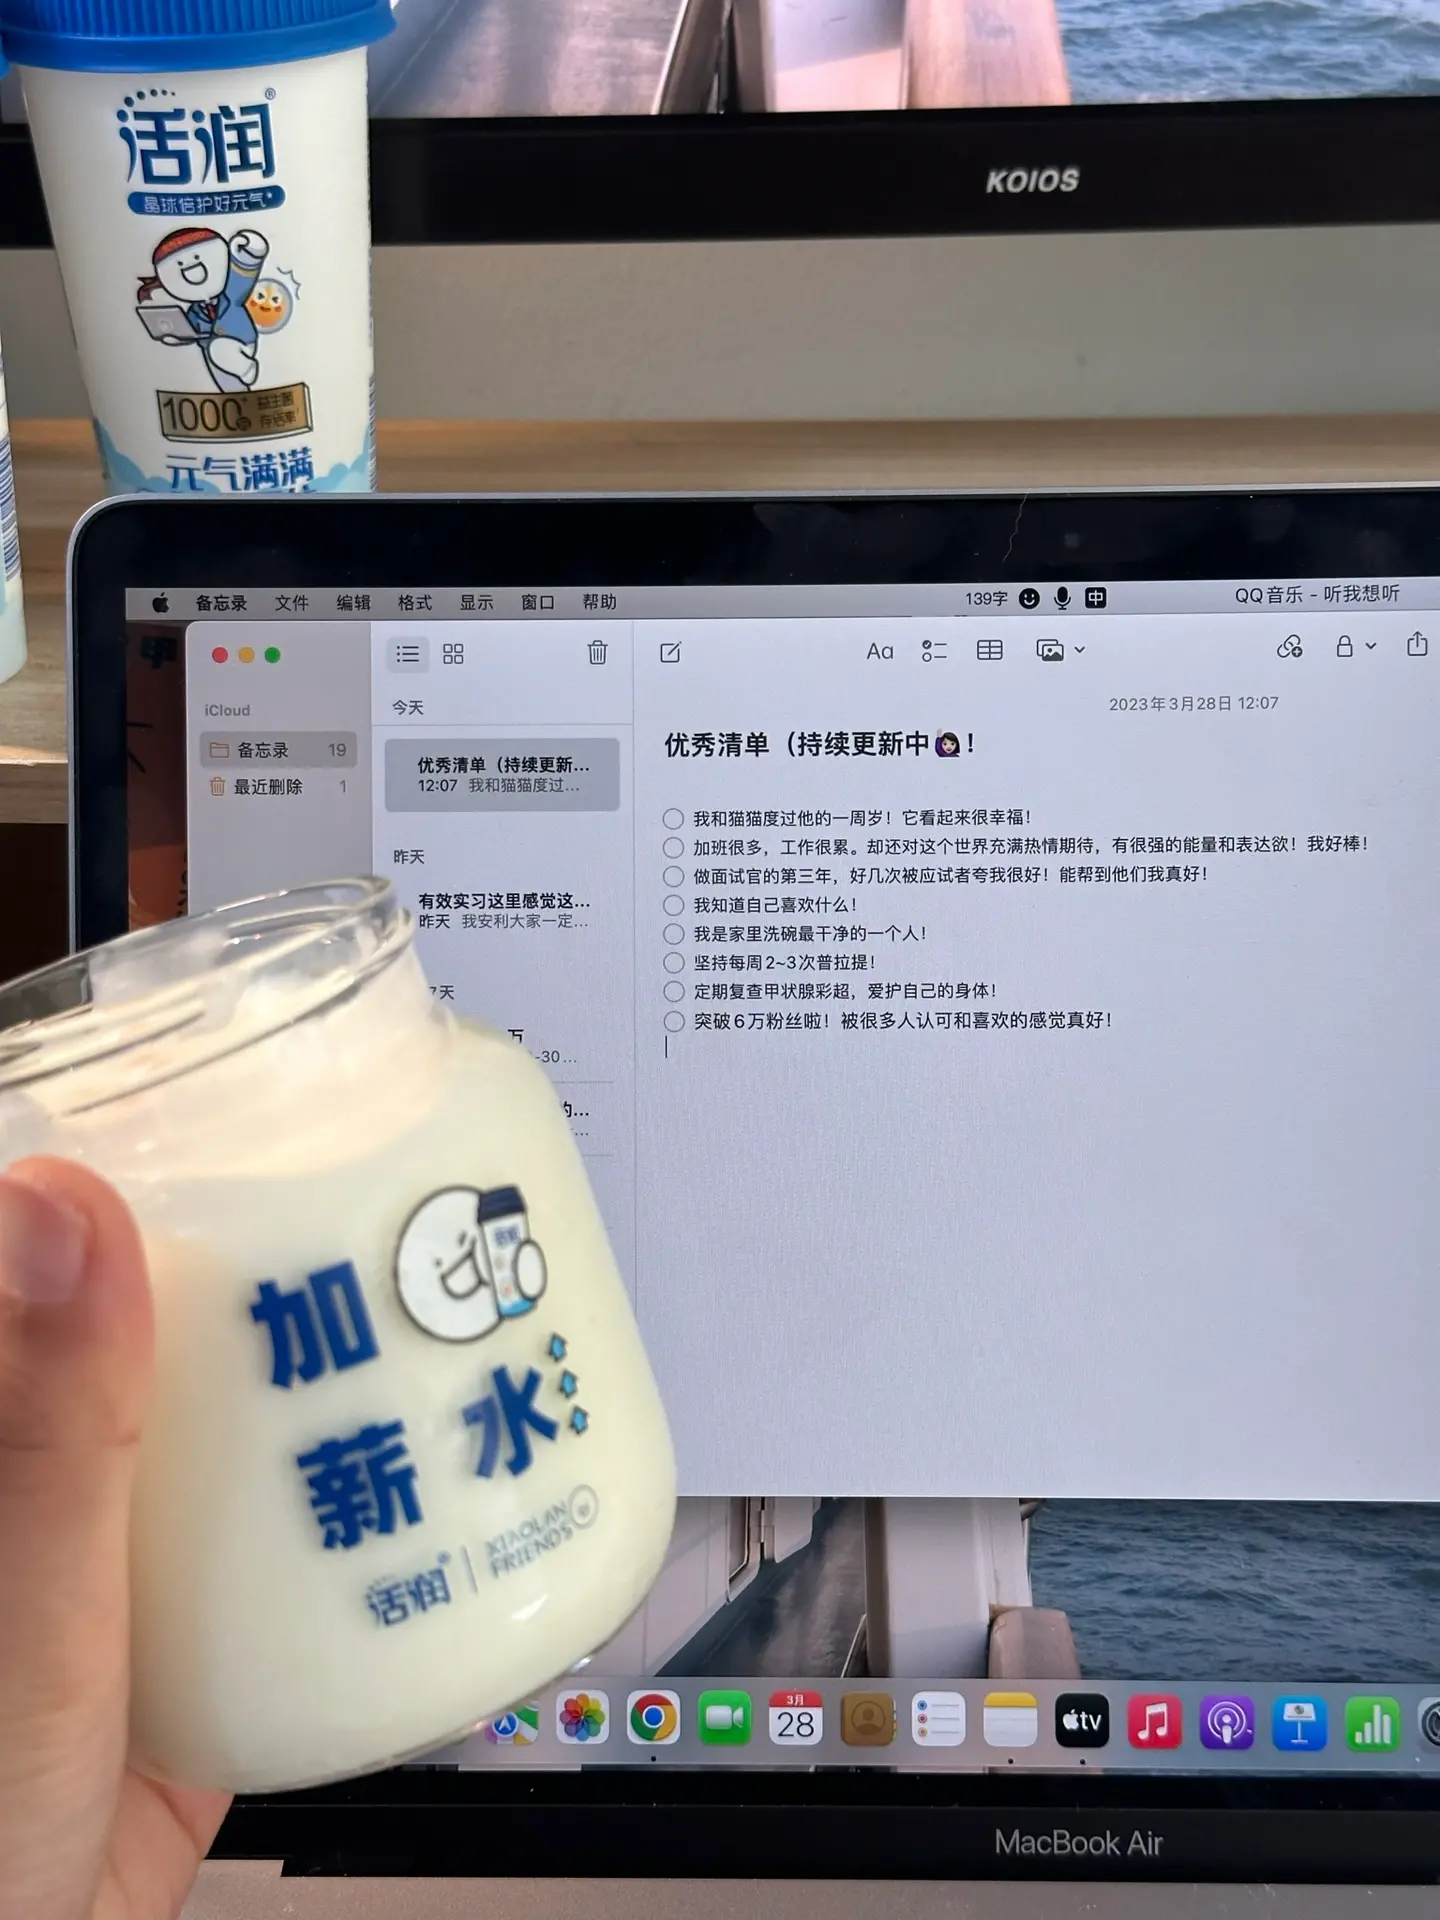 活润®
晶球倍护好元气*
1000+亿 益生菌
存活率
元气满满
KOIOS
备忘录 文件 编辑 格式 显示 窗口 帮助 139字 中 QQ音乐 - 听我想听
iCloud
备忘录 19
最近删除 1
今天
优秀清单（持续更新...
12:07 我和猫猫度过...
昨天
有效实习这里感觉这...
昨天 我安利大家一定...
7天
万
-30...
的...
Aa
2023年3月28日 12:07
优秀清单（持续更新中🙋🏻‍♀️！
我和猫猫度过他的一周岁！它看起来很幸福！
加班很多，工作很累。却还对这个世界充满热情期待，有很强的能量和表达欲！我好棒！
做面试官的第三年，好几次被应试者夸我很好！能帮到他们我真好！
我知道自己喜欢什么！
我是家里洗碗最干净的一个人！
坚持每周2~3次普拉提！
定期复查甲状腺彩超，爱护自己的身体！
突破6万粉丝啦！被很多人认可和喜欢的感觉真好！
加
薪 水
活润® XIAOLAN
FRIENDS
3月
28
tv
MacBook Air